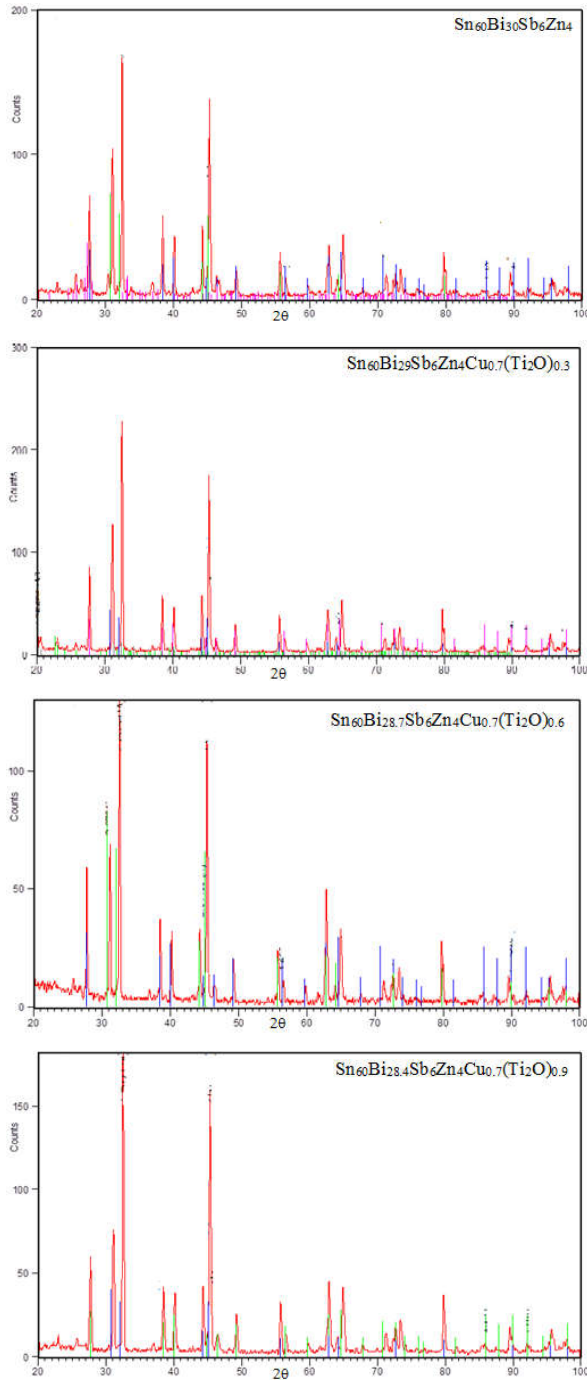 200
Sn60Bi30Sb6Zn4
Counts
100
0
20 30 40 50 60 70 80 90 100
2θ
300
Sn60Bi29Sb6Zn4Cu0.7(Ti2O)0.3
200
Counts
100
0
20 30 40 50 60 70 80 90 100
2θ
Sn60Bi28.7Sb6Zn4Cu0.7(Ti2O)0.6
100
Counts
50
0
20 30 40 50 60 70 80 90 100
2θ
Sn60Bi28.4Sb6Zn4Cu0.7(Ti2O)0.9
150
Counts
100
50
0
20 30 40 50 60 70 80 90 100
2θ